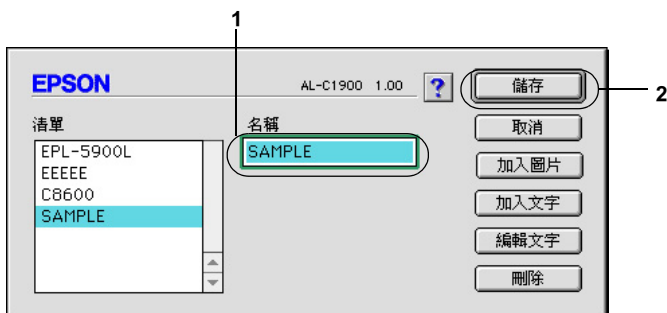 1
EPSON
AL-C1900 1.00
?
儲存
2
清單
名稱
取消
EPL-5900L
SAMPLE
加入圖片
EEEEE
C8600
加入文字
SAMPLE
編輯文字
刪除